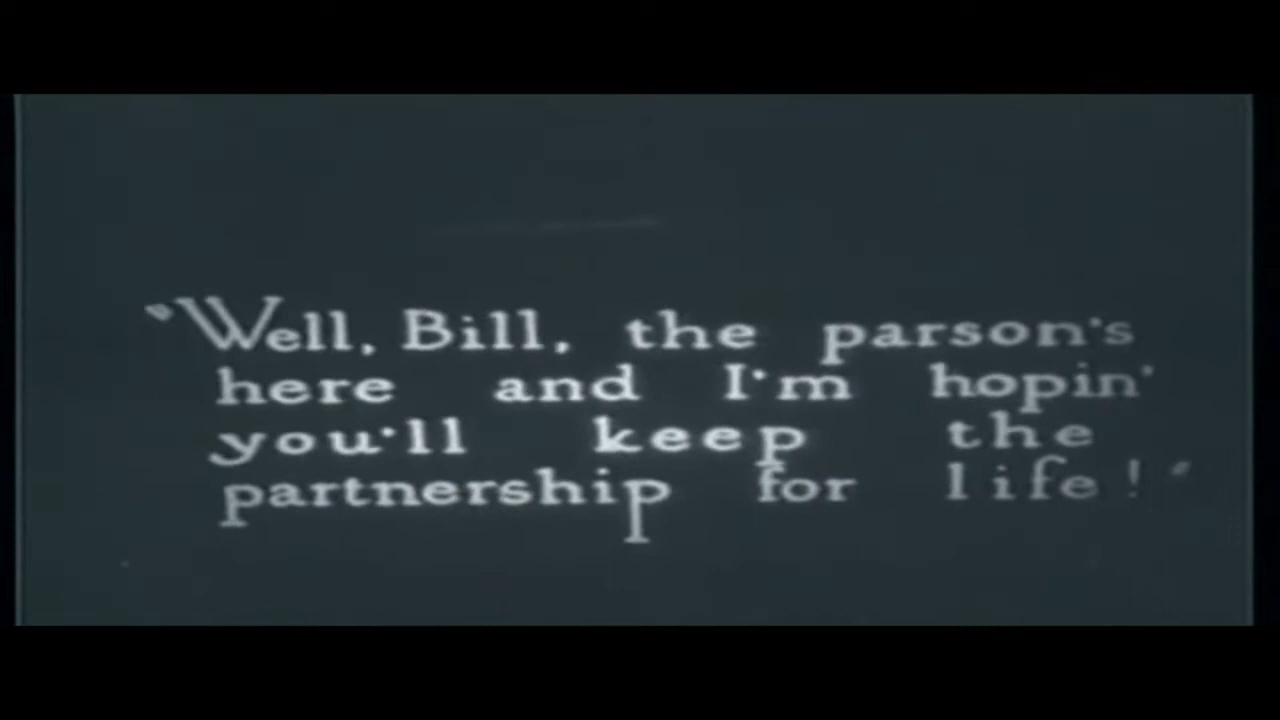 "Well, Bill, the parson's
here and I'm hopin'
you'll keep the
partnership for life!"